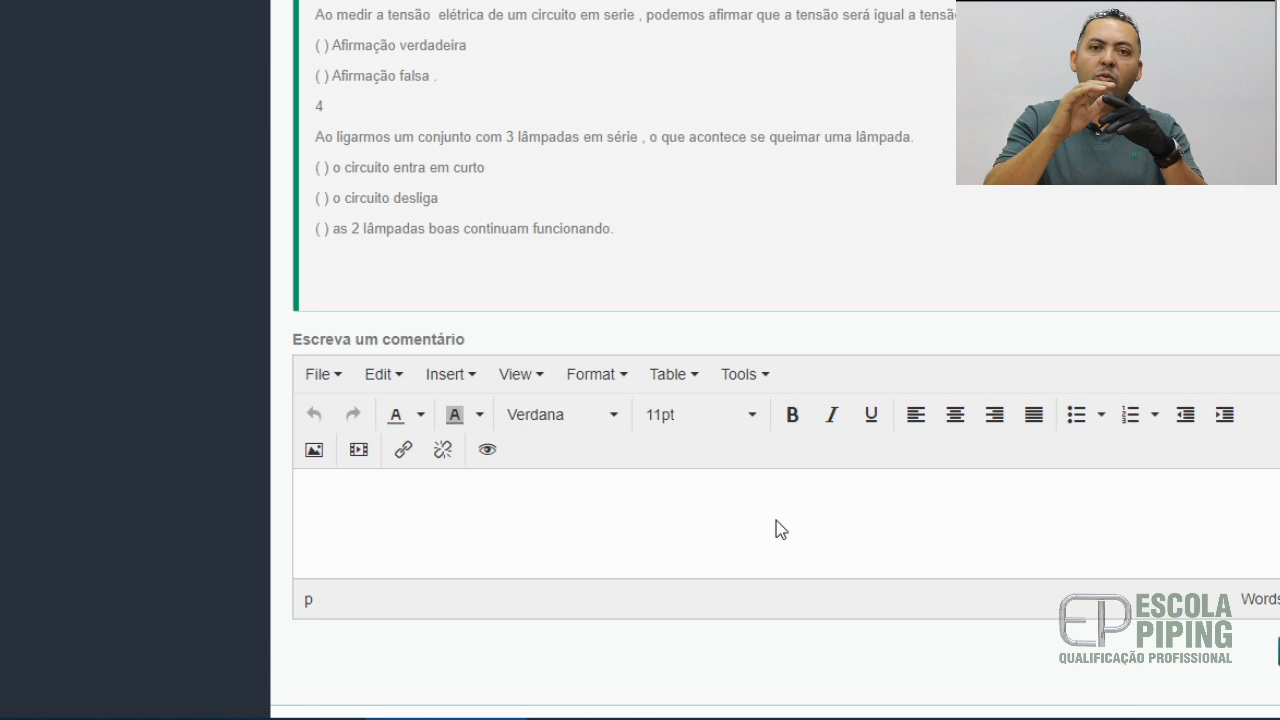 Ao medir a tensão elétrica de um circuito em serie , podemos afirmar que a tensão será igual a
( ) Afirmação verdadeira
( ) Afirmação falsa .
4
Ao ligarmos um conjunto com 3 lâmpadas em série , o que acontece se queimar uma lâmpada.
( ) o circuito entra em curto
( ) o circuito desliga
( ) as 2 lâmpadas boas continuam funcionando.
Escreva um comentário
File Edit Insert View Format Table Tools
A A Verdana 11pt B I U
p
Words
ESCOLA
EP PIPING
QUALIFICAÇÃO PROFISSIONAL